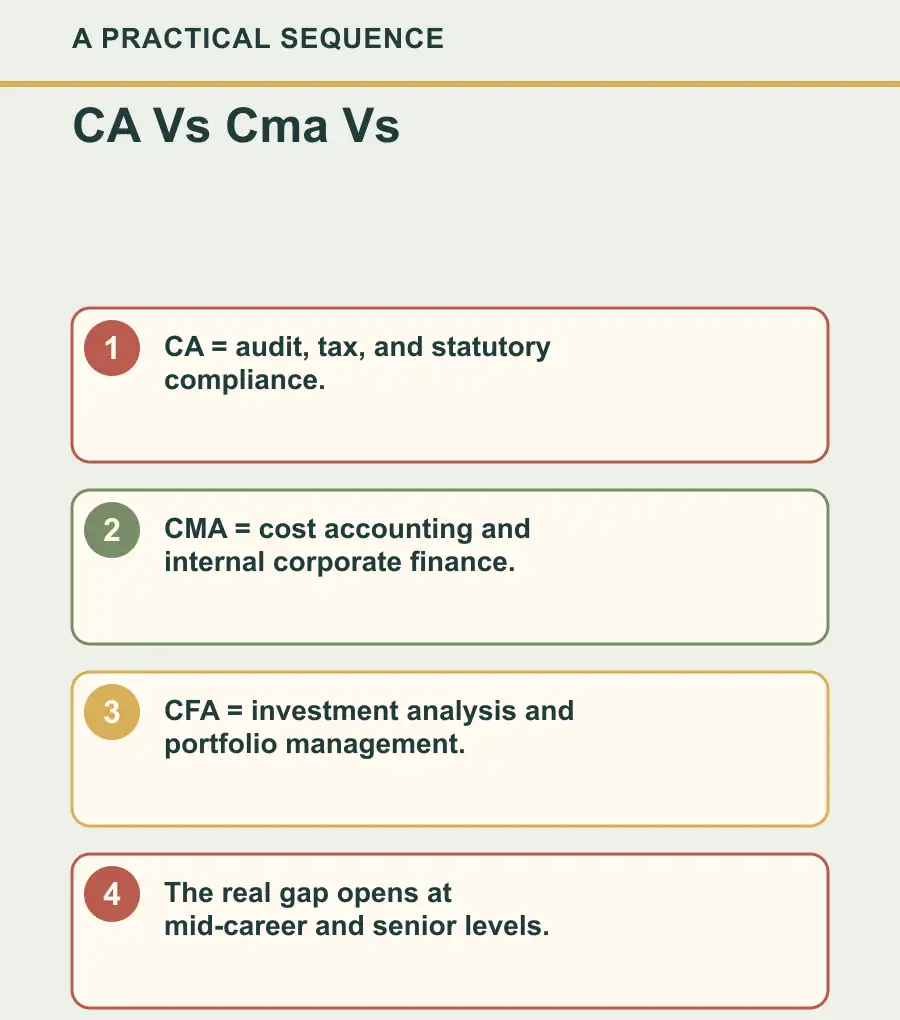 A PRACTICAL SEQUENCE
CA Vs Cma Vs
1
CA = audit, tax, and statutory
compliance.
2
CMA = cost accounting and
internal corporate finance.
3
CFA = investment analysis and
portfolio management.
4
The real gap opens at
mid-career and senior levels.